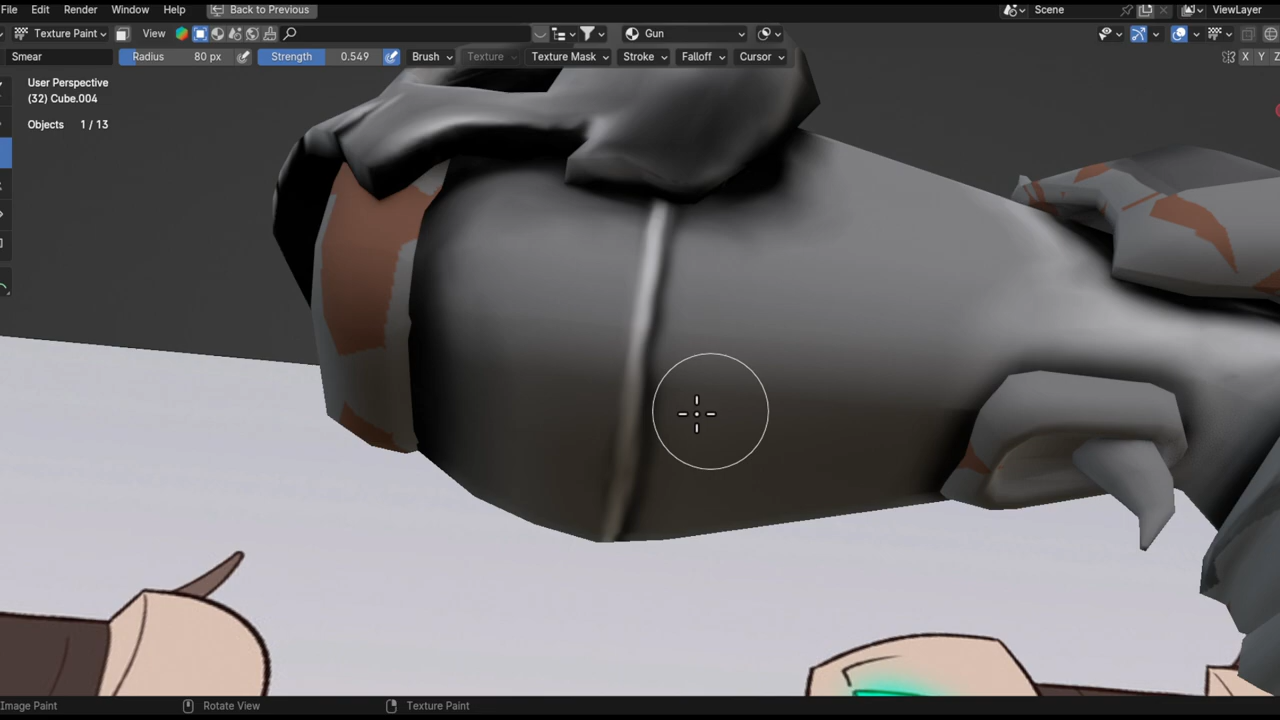 File Edit Render Window Help Back to Previous Scene ViewLayer
Texture Paint View Gun
Smear Radius 80 px Strength 0.549 Brush Texture Texture Mask Stroke Falloff Cursor X Y Z
User Perspective
(32) Cube.004
Objects 1 / 13
Image Paint Rotate View Texture Paint